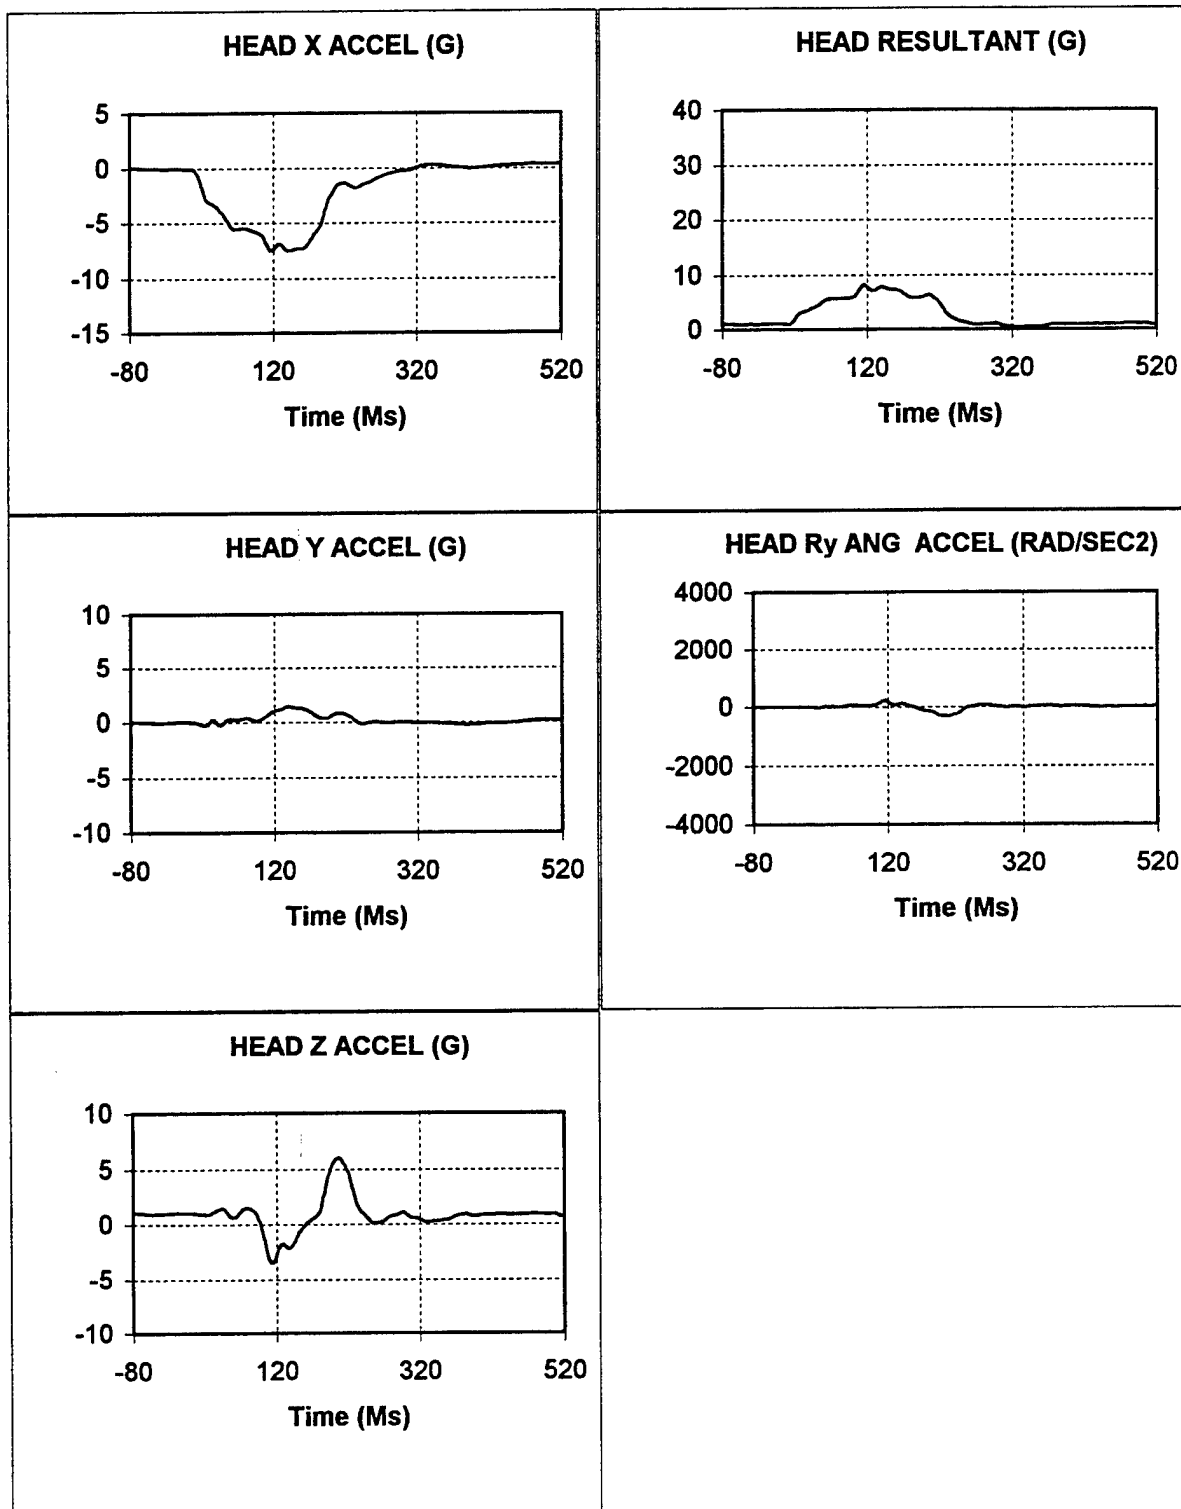 HEAD X ACCEL (G)
5
0
-5
-10
-15
-80 120 320 520
Time (Ms)
HEAD RESULTANT (G)
40
30
20
10
0
-80 120 320 520
Time (Ms)
HEAD Y ACCEL (G)
10
5
0
-5
-10
-80 120 320 520
Time (Ms)
HEAD Ry ANG ACCEL (RAD/SEC2)
4000
2000
0
-2000
-4000
-80 120 320 520
Time (Ms)
HEAD Z ACCEL (G)
10
5
0
-5
-10
-80 120 320 520
Time (Ms)